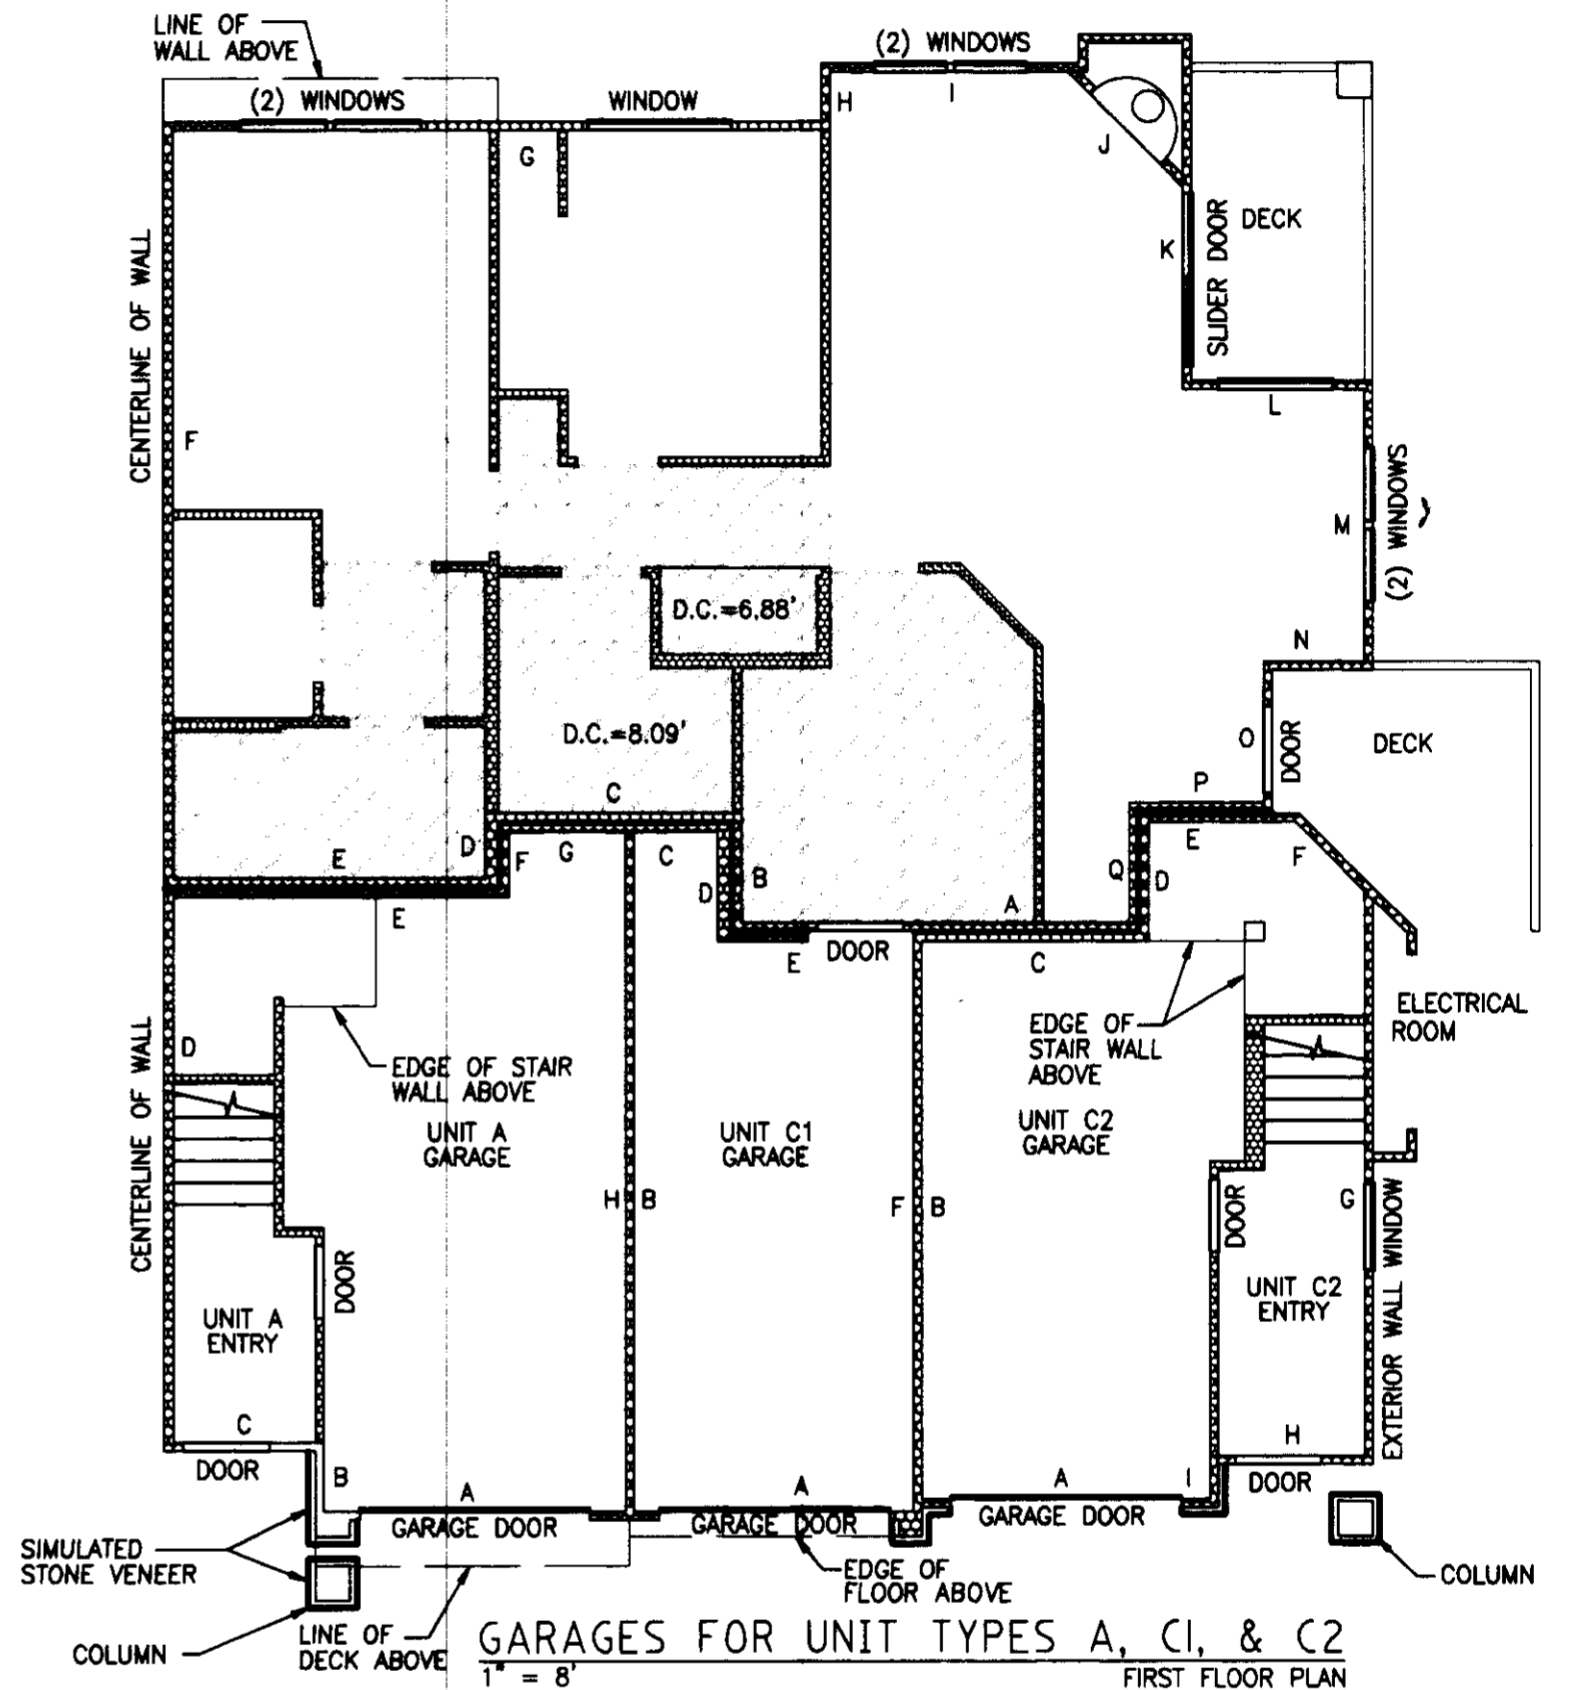 LINE OF
WALL ABOVE
(2) WINDOWS
(2) WINDOWS
WINDOW
H
I
J
G
CENTERLINE OF WALL
F
K
SLIDER DOOR
DECK
L
M
(2) WINDOWS
D.C.=6.88'
N
D.C.=8.09'
O
DOOR
DECK
C
P
E
D
F
G
C
D
B
E
F
Q
D
A
E
E
DOOR
C
ELECTRICAL
ROOM
EDGE OF
STAIR WALL
ABOVE
CENTERLINE OF WALL
D
EDGE OF STAIR
WALL ABOVE
UNIT A
GARAGE
UNIT C1
GARAGE
UNIT C2
GARAGE
H
B
F
B
DOOR
G
EXTERIOR WALL WINDOW
DOOR
UNIT A
ENTRY
UNIT C2
ENTRY
C
DOOR
H
DOOR
B
A
GARAGE DOOR
A
GARAGE DOOR
A
I
GARAGE DOOR
SIMULATED
STONE VENEER
EDGE OF
FLOOR ABOVE
COLUMN
COLUMN
LINE OF
DECK ABOVE
GARAGES FOR UNIT TYPES A, C1, & C2
1" = 8'
FIRST FLOOR PLAN